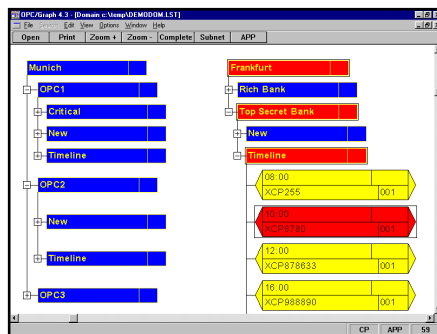 OPC/Graph 4.3 - [Domain c:\temp\DEMODOM.LST]
File Domain Edit View Options Window Help
Open Print Zoom + Zoom - Complete Subnet APP
Munich
OPC1
Critical
New
Timeline
OPC2
New
Timeline
OPC3
Frankfurt
Rich Bank
Top Secret Bank
New
Timeline
08:00
XCP255 001
10:00
XCP8780 001
12:00
XCP878633 001
16:00
XCP988890 001
CP APP 59